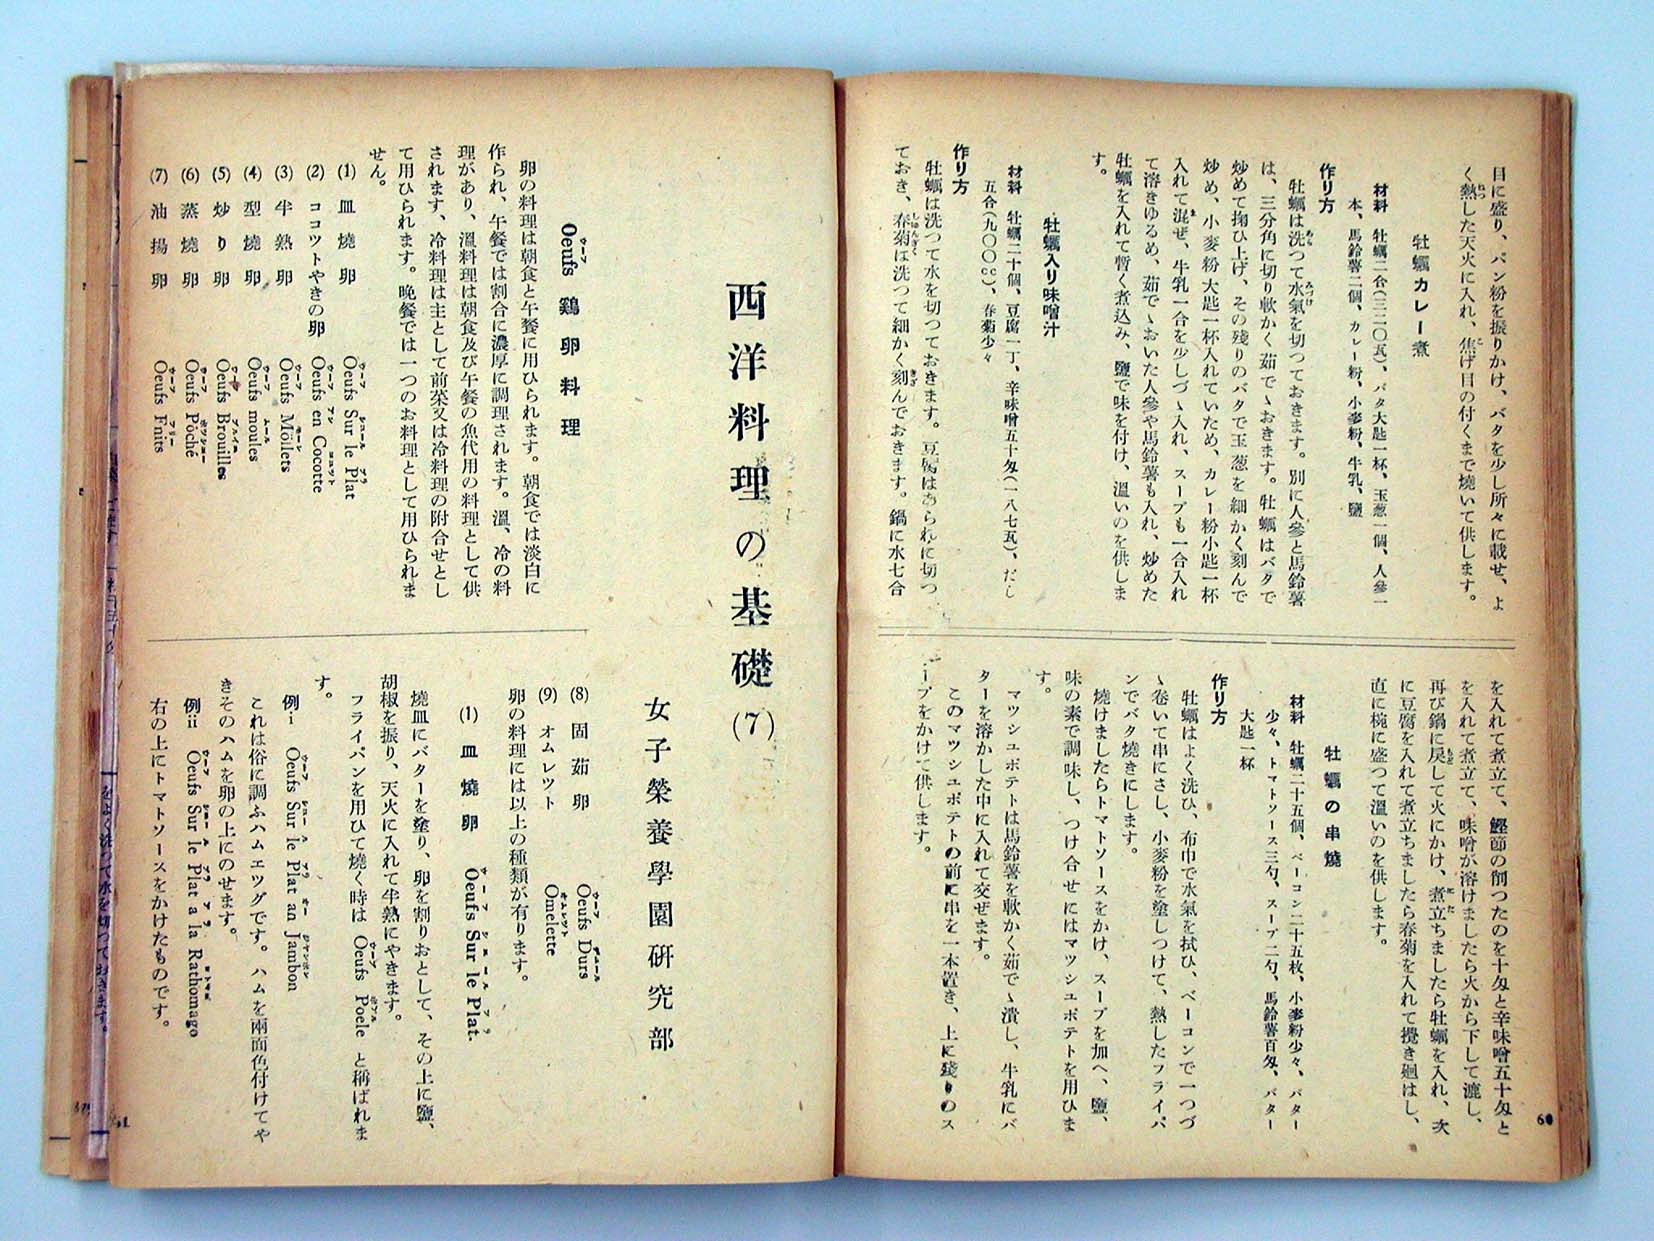 目に盛り、パン粉を振りかけ、バタを少し所々に載せ、よ
く熱した天火に入れ、焦げ目の付くまで燒いて供します。
牡蠣カレー煮
材料 牡蠣二合(三二〇瓦)、バタ大匙一杯、玉葱一個、人參一
本、馬鈴薯二個、カレー粉、小麥粉、牛乳、鹽
作り方
牡蠣は洗つて水氣を切つておきます。別に人參と馬鈴薯
は、三分角に切り軟かく茹でゝおきます。牡蠣はバタで
炒めて掬ひ上げ、その殘りのバタで玉葱を細かく刻んで
炒め、小麥粉大匙一杯入れていため、カレー粉小匙一杯
入れて混ぜ、牛乳一合を少しづゝ入れ、スープも一合入れ
て溶きゆるめ、茹でゝおいた人參や馬鈴薯も入れ、炒めた
牡蠣を入れて暫く煮込み、鹽で味を付け、溫いのを供しま
す。
牡蠣入り味噌汁
材料 牡蠣二十個、豆腐一丁、辛味噌五十匁(一八七瓦)、だし
五合(九〇〇cc)、春菊少々
作り方
牡蠣は洗つて水を切つておきます。豆腐はあられに切つ
ておき、春菊は洗つて細かく刻んでおきます。鍋に水七合
を入れて煮立て、鰹節の削つたのを十匁と辛味噌五十匁と
を入れて煮立て、味噌が溶けましたら火から下して漉し、
再び鍋に戾して火にかけ、煮立ちましたら牡蠣を入れ、次
に豆腐を入れて煮立ちましたら春菊を入れて攪き廻はし、
直に椀に盛つて溫いのを供します。
牡蠣の串燒
材料 牡蠣二十五個、ベーコン二十五枚、小麥粉少々、バター
少々、トマトソース三勺、スープ二勺、馬鈴薯百匁、バター
大匙一杯
作り方
牡蠣はよく洗ひ、布巾で水氣を拭ひ、ベーコンで一つづ
ゝ卷いて串にさし、小麥粉を塗しつけて、熱したフライパ
ンでバタ燒きにします。
燒けましたらトマトソースをかけ、スープを加へ、鹽、
味の素で調味し、つけ合せにはマツシュポテトを用ひま
す。
マツシュポテトは馬鈴薯を軟かく茹でゝ潰し、牛乳にバ
ターを溶かした中に入れて交ぜます。
このマツシュポテトの前に串を一本置き、上に殘りのス
ープをかけて供します。
60
西洋料理の基礎(7)
女子榮養學園硏究部
Oeufs 鷄卵料理
ウーフ
卵の料理は朝食と午餐に用ひられます。朝食では淡白に
作られ、午餐では割合に濃厚に調理されます。溫、冷の料
理があり、溫料理は朝食及び午餐の魚代用の料理として供
されます、冷料理は主として前菜又は冷料理の附合せとし
て用ひられます。晩餐では一つのお料理として用ひられま
せん。
(1) 皿燒卵 Oeufs Sur le Plat
(2) ココツトやきの卵 Oeufs en Cocotte
(3) 半熟卵 Oeufs Möllets
(4) 型燒卵 Oeufs moules
(5) 炒り卵 Oeufs Brouilles
(6) 蒸燒卵 Oeufs Pôché
(7) 油揚卵 Oeufs Fnits
(8) 固茹卵 Oeufs Durs
(9) オムレツト Omelette
卵の料理には以上の種類が有ります。
(1) 皿燒卵 Oeufs Sur le Plat.
燒皿にバターを塗り、卵を割りおとして、その上に鹽、
胡椒を振り、天火に入れて半熟にやきます。
フライパンを用ひて燒く時は Oeufs Poele と稱ばれま
す。
例i Oeufs Sur le Plat an Jambon
これは俗に調ふハムエツグです。ハムを兩面色付けてや
きそのハムを卵の上にのせます。
例ii Oeufs Sur le Plat a la Rathomago
右の上にトマトソースをかけたものです。